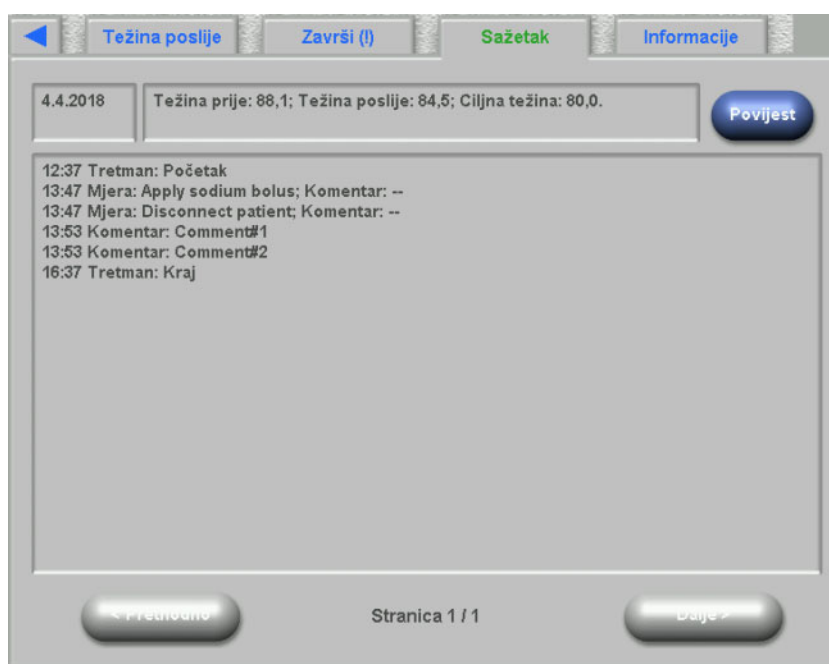 Težina poslije
Završi (!)
Sažetak
Informacije
4.4.2018
Težina prije: 88,1; Težina poslije: 84,5; Ciljna težina: 80,0.
Povijest
12:37 Tretman: Početak
13:47 Mjera: Apply sodium bolus; Komentar: --
13:47 Mjera: Disconnect patient; Komentar: --
13:53 Komentar: Comment#1
13:53 Komentar: Comment#2
16:37 Tretman: Kraj
< Prethodno
Stranica 1 / 1
Dalje >